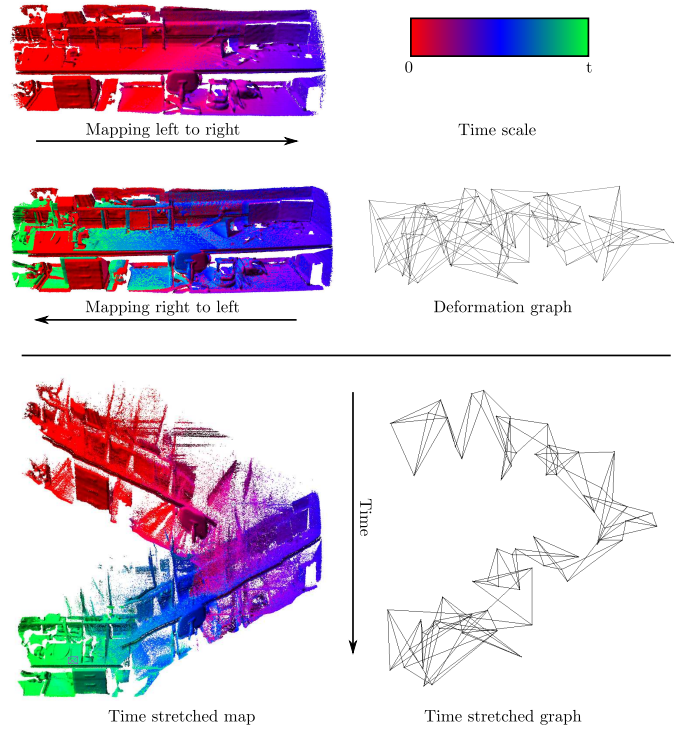 0
t
Mapping left to right
Time scale
Mapping right to left
Deformation graph
Time
Time stretched map
Time stretched graph